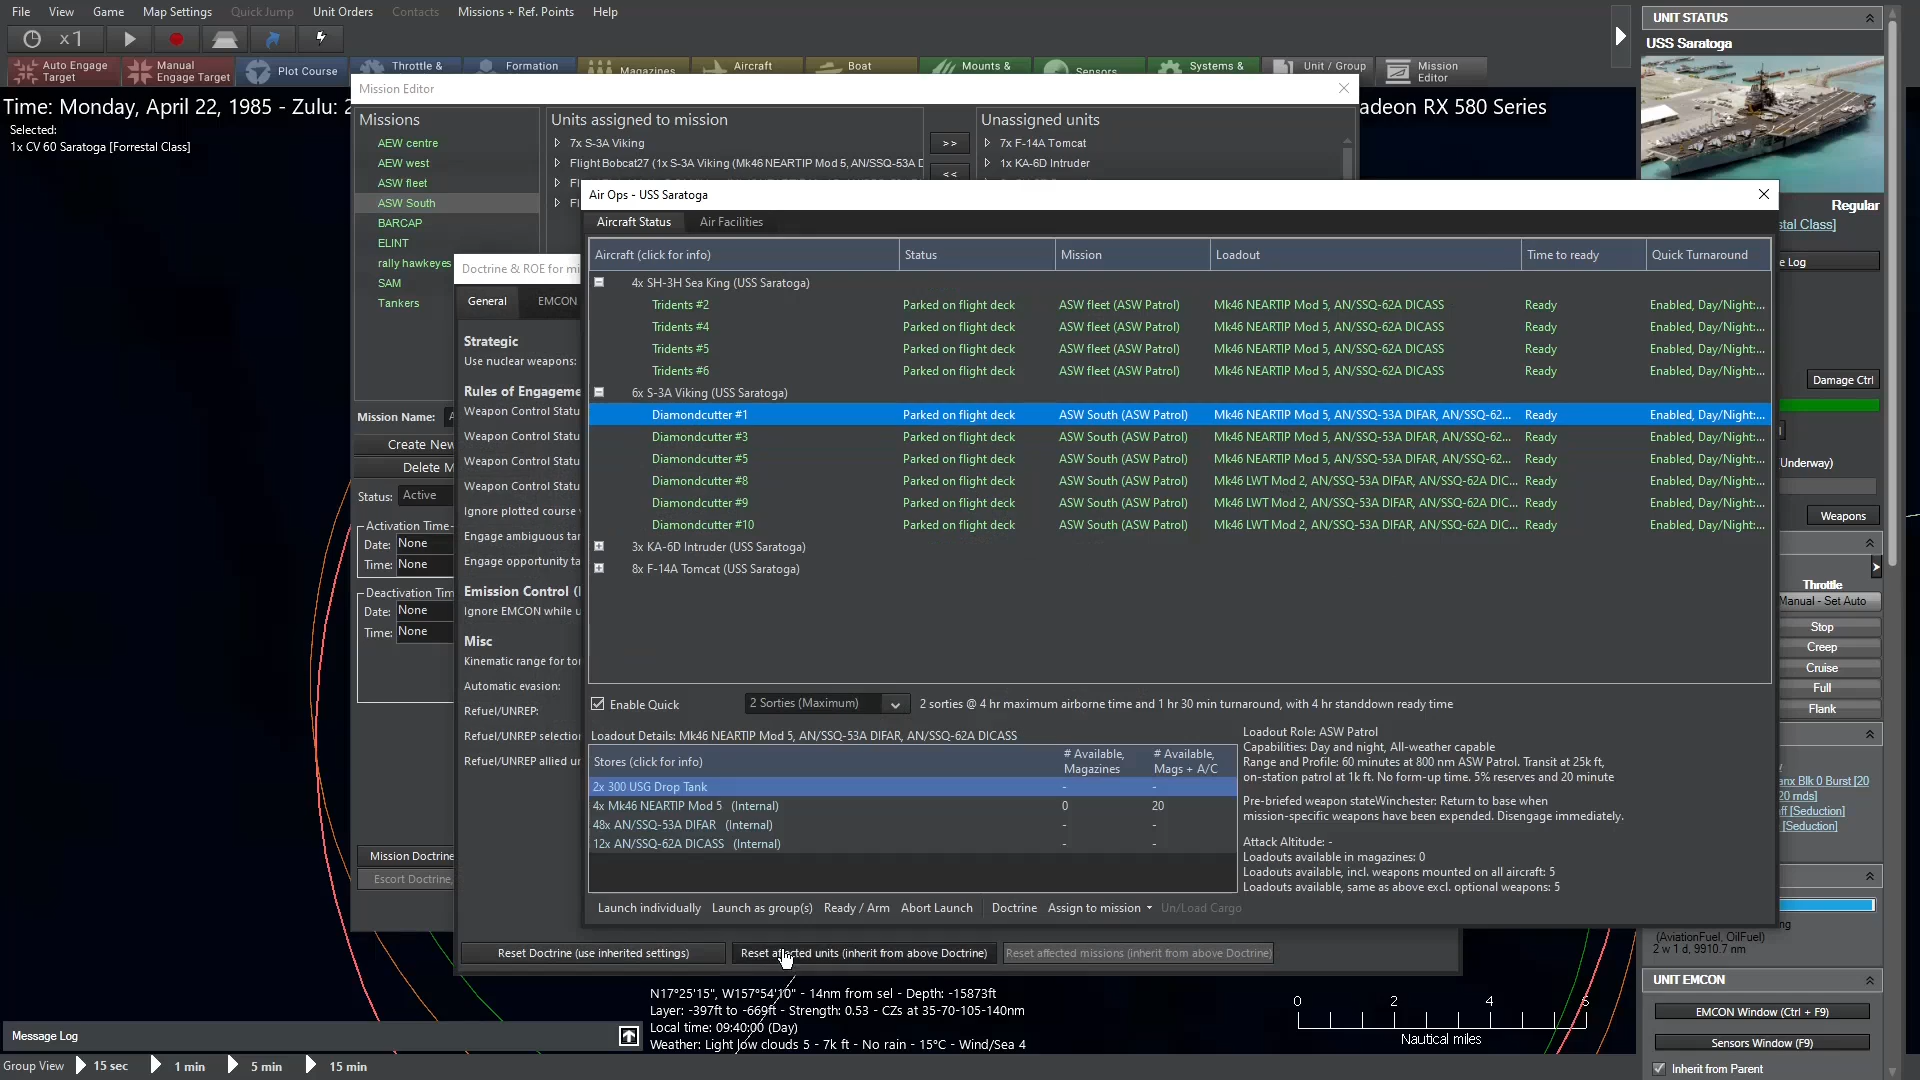 File View Game Map Settings Quick Jump Unit Orders Contacts Missions + Ref. Points Help
x1
Auto Engage Target
Manual Engage Target
Plot Course
Throttle &
Formation
Magazines
Aircraft
Boat
Mounts &
Sensors
Systems &
Unit / Group
Mission Editor
Time: Monday, April 22, 1985 - Zulu: 2
adeon RX 580 Series
Selected:
1x CV 60 Saratoga [Forrestal Class]
Mission Editor
Missions
AEW centre
AEW west
ASW fleet
ASW South
BARCAP
ELINT
rally hawkeyes
SAM
Tankers
Units assigned to mission
7x S-3A Viking
Flight Bobcat27 (1x S-3A Viking (Mk46 NEARTIP Mod 5, AN/SSQ-53A D
>>
<<
Unassigned units
7x F-14A Tomcat
1x KA-6D Intruder
Mission Name:
Create New
Delete M
Status: Active
Activation Time
Date: None
Time: None
Deactivation Tim
Date: None
Time: None
Mission Doctrine
Escort Doctrine
Doctrine & ROE for mi
General EMCON
Strategic
Use nuclear weapons:
Rules of Engageme
Weapon Control Statu
Weapon Control Statu
Weapon Control Statu
Weapon Control Statu
Ignore plotted course
Engage ambiguous tar
Engage opportunity ta
Emission Control (
Ignore EMCON while u
Misc
Kinematic range for to
Automatic evasion:
Refuel/UNREP:
Refuel/UNREP selectio
Refuel/UNREP allied un
Reset Doctrine (use inherited settings)
Reset affected units (inherit from above Doctrine)
Reset affected missions (inherit from above Doctrine)
Air Ops - USS Saratoga
Aircraft Status Air Facilities
Aircraft (click for info) Status Mission Loadout Time to ready Quick Turnaround
4x SH-3H Sea King (USS Saratoga)
Tridents #2 Parked on flight deck ASW fleet (ASW Patrol) Mk46 NEARTIP Mod 5, AN/SSQ-62A DICASS Ready Enabled, Day/Night:...
Tridents #4 Parked on flight deck ASW fleet (ASW Patrol) Mk46 NEARTIP Mod 5, AN/SSQ-62A DICASS Ready Enabled, Day/Night:...
Tridents #5 Parked on flight deck ASW fleet (ASW Patrol) Mk46 NEARTIP Mod 5, AN/SSQ-62A DICASS Ready Enabled, Day/Night:...
Tridents #6 Parked on flight deck ASW fleet (ASW Patrol) Mk46 NEARTIP Mod 5, AN/SSQ-62A DICASS Ready Enabled, Day/Night:...
6x S-3A Viking (USS Saratoga)
Diamondcutter #1 Parked on flight deck ASW South (ASW Patrol) Mk46 NEARTIP Mod 5, AN/SSQ-53A DIFAR, AN/SSQ-62... Ready Enabled, Day/Night:...
Diamondcutter #3 Parked on flight deck ASW South (ASW Patrol) Mk46 NEARTIP Mod 5, AN/SSQ-53A DIFAR, AN/SSQ-62... Ready Enabled, Day/Night:...
Diamondcutter #5 Parked on flight deck ASW South (ASW Patrol) Mk46 NEARTIP Mod 5, AN/SSQ-53A DIFAR, AN/SSQ-62... Ready Enabled, Day/Night:...
Diamondcutter #8 Parked on flight deck ASW South (ASW Patrol) Mk46 LWT Mod 2, AN/SSQ-53A DIFAR, AN/SSQ-62A DIC... Ready Enabled, Day/Night:...
Diamondcutter #9 Parked on flight deck ASW South (ASW Patrol) Mk46 LWT Mod 2, AN/SSQ-53A DIFAR, AN/SSQ-62A DIC... Ready Enabled, Day/Night:...
Diamondcutter #10 Parked on flight deck ASW South (ASW Patrol) Mk46 LWT Mod 2, AN/SSQ-53A DIFAR, AN/SSQ-62A DIC... Ready Enabled, Day/Night:...
3x KA-6D Intruder (USS Saratoga)
8x F-14A Tomcat (USS Saratoga)
Enable Quick 2 Sorties (Maximum) 2 sorties @ 4 hr maximum airborne time and 1 hr 30 min turnaround, with 4 hr standdown ready time
Loadout Details: Mk46 NEARTIP Mod 5, AN/SSQ-53A DIFAR, AN/SSQ-62A DICASS
Stores (click for info) # Available, Magazines # Available, Mags + A/C
2x 300 USG Drop Tank - -
4x Mk46 NEARTIP Mod 5 (Internal) 0 20
48x AN/SSQ-53A DIFAR (Internal) - -
12x AN/SSQ-62A DICASS (Internal) - -
Loadout Role: ASW Patrol
Capabilities: Day and night, All-weather capable
Range and Profile: 60 minutes at 800 nm ASW Patrol. Transit at 25k ft,
on-station patrol at 1k ft. No form-up time. 5% reserves and 20 minute
Pre-briefed weapon stateWinchester: Return to base when
mission-specific weapons have been expended. Disengage immediately.
Attack Altitude: -
Loadouts available in magazines: 0
Loadouts available, incl. weapons mounted on all aircraft: 5
Loadouts available, same as above excl. optional weapons: 5
Launch individually Launch as group(s) Ready / Arm Abort Launch Doctrine Assign to mission Un/Load Cargo
UNIT STATUS
USS Saratoga
Regular
stal Class]
e Log
Damage Ctrl
(Underway)
Weapons
Throttle
Manual - Set Auto
Stop
Creep
Cruise
Full
Flank
anx Blk 0 Burst [20
20 mds]
aff [Seduction]
[Seduction]
ng
(AviationFuel, OilFuel)
2 w 1 d, 9910.7 nm
UNIT EMCON
EMCON Window (Ctrl + F9)
Sensors Window (F9)
Inherit from Parent
N17°25'15", W157°54'10" - 14nm from sel - Depth: -15873ft
Layer: -397ft to -669ft - Strength: 0.53 - CZs at 35-70-105-140nm
Local time: 09:40:00 (Day)
Weather: Light low clouds 5 - 7k ft - No rain - 15°C - Wind/Sea 4
0 2 4 6
Nautical miles
Message Log
Group View 15 sec 1 min 5 min 15 min